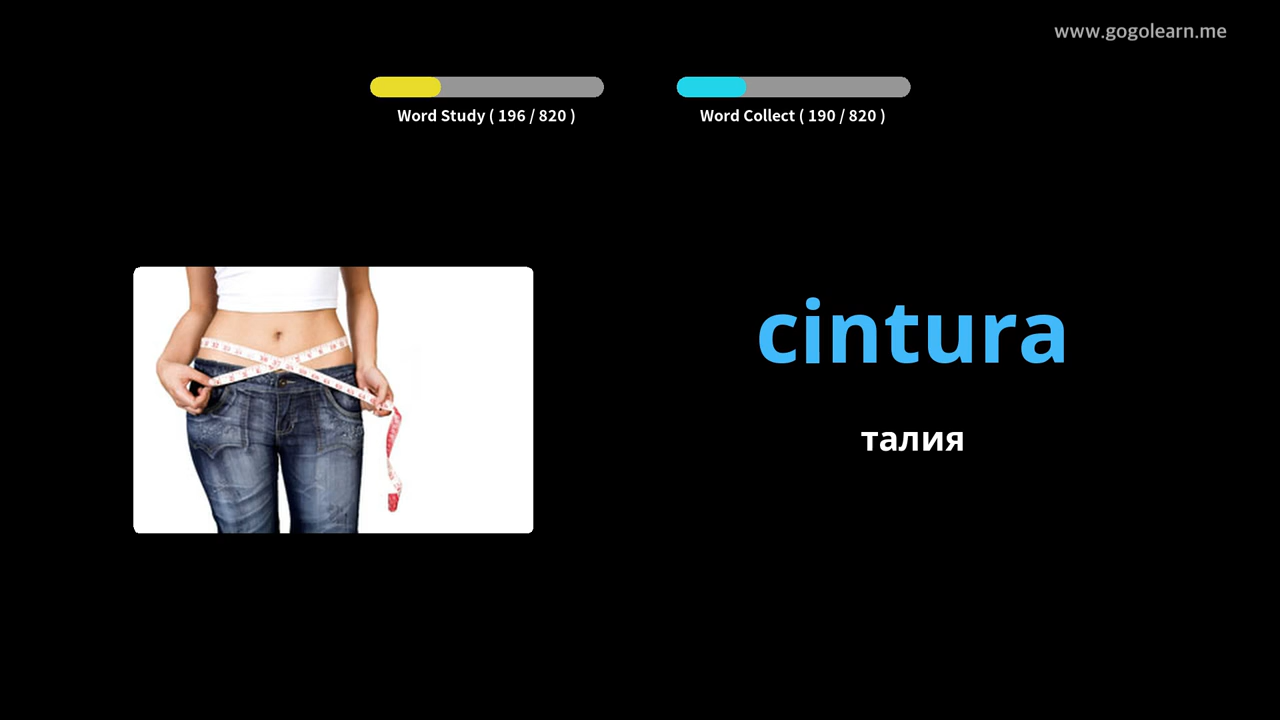 www.gogolearn.me
Word Study ( 196 / 820 )
Word Collect ( 190 / 820 )
cintura
талия